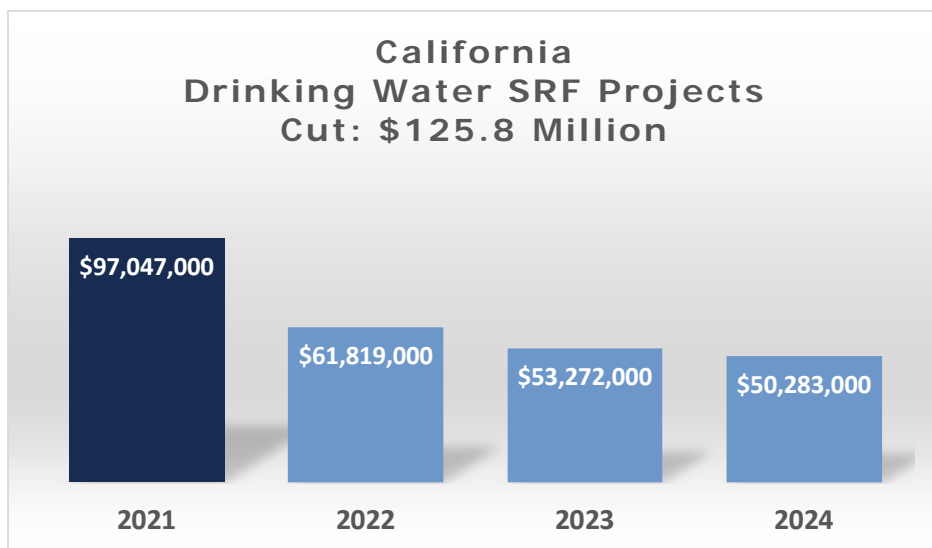 California
Drinking Water SRF Projects
Cut: $125.8 Million
$97,047,000
$61,819,000
$53,272,000
$50,283,000
2021
2022
2023
2024